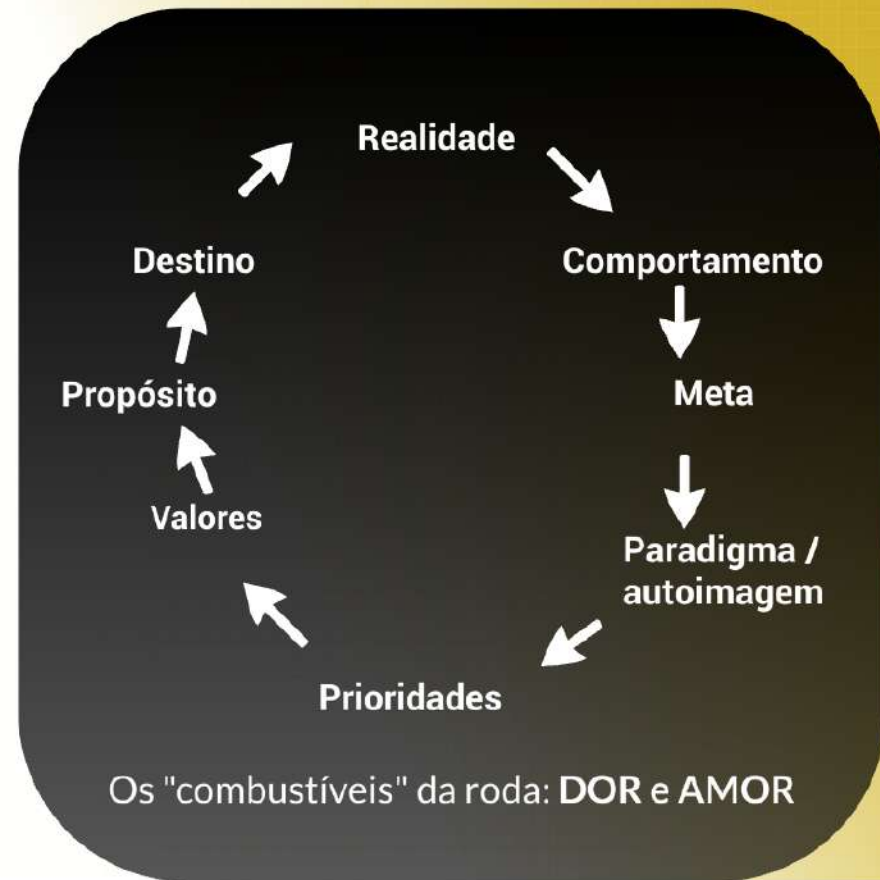 Realidade
Destino
Comportamento
Propósito
Meta
Valores
Paradigma /
autoimagem
Prioridades
Os "combustíveis" da roda: DOR e AMOR